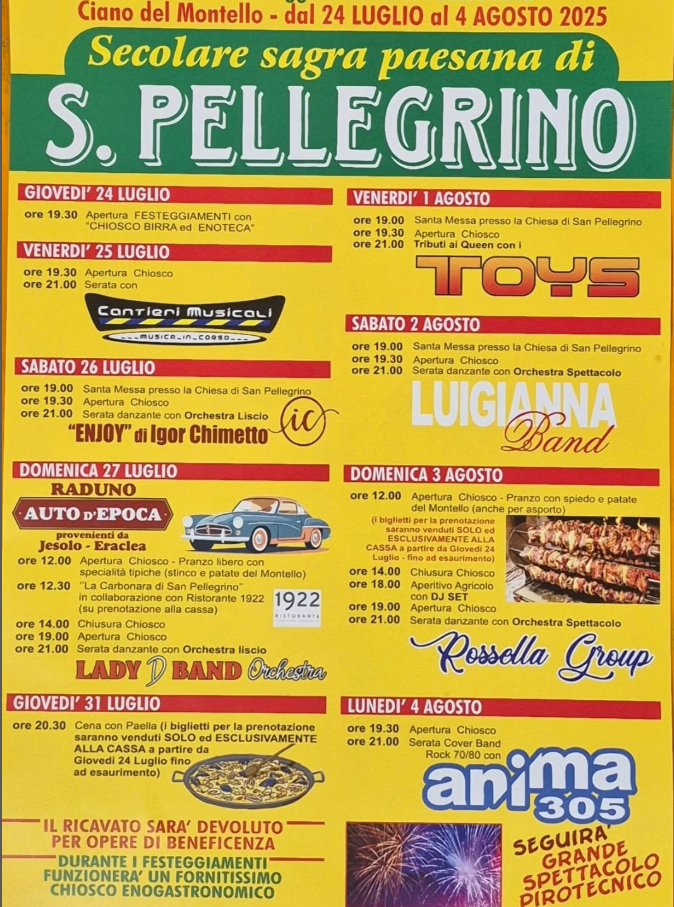 Ciano del Montello - dal 24 LUGLIO al 4 AGOSTO 2025
Secolare sagra paesana di
S. PELLEGRINO
GIOVEDI' 24 LUGLIO
ore 19.30 Apertura FESTEGGIAMENTI con
"CHIOSCO BIRRA ed ENOTECA"
VENERDI' 25 LUGLIO
ore 19.30 Apertura Chiosco
ore 21.00 Serata con
Cantieri Musicali
MUSICA_IN_CORSO
SABATO 26 LUGLIO
ore 19.00 Santa Messa presso la Chiesa di San Pellegrino
ore 19.30 Apertura Chiosco
ore 21.00 Serata danzante con Orchestra Liscio
"ENJOY" di Igor Chimetto
ic
DOMENICA 27 LUGLIO
RADUNO
AUTO D'EPOCA
provenienti da
Jesolo - Eraclea
ore 12.00 Apertura Chiosco - Pranzo libero con
specialità tipiche (stinco e patate del Montello)
ore 12.30 "La Carbonara di San Pellegrino"
in collaborazione con Ristorante 1922
(su prenotazione alla cassa)
1922
RISTORANTE
ore 14.00 Chiusura Chiosco
ore 19.00 Apertura Chiosco
ore 21.00 Serata danzante con Orchestra liscio
LADY D BAND Orchestra
GIOVEDI' 31 LUGLIO
ore 20.30 Cena con Paella (i biglietti per la prenotazione
saranno venduti SOLO ed ESCLUSIVAMENTE
ALLA CASSA a partire da
Giovedi 24 Luglio fino
ad esaurimento)
IL RICAVATO SARA' DEVOLUTO
PER OPERE DI BENEFICENZA
DURANTE I FESTEGGIAMENTI
FUNZIONERA' UN FORNITISSIMO
CHIOSCO ENOGASTRONOMICO
VENERDI' 1 AGOSTO
ore 19.00 Santa Messa presso la Chiesa di San Pellegrino
ore 19.30 Apertura Chiosco
ore 21.00 Tributi ai Queen con i
TOYS
SABATO 2 AGOSTO
ore 19.00 Santa Messa presso la Chiesa di San Pellegrino
ore 19.30 Apertura Chiosco
ore 21.00 Serata danzante con Orchestra Spettacolo
LUIGIANNA
Band
DOMENICA 3 AGOSTO
ore 12.00 Apertura Chiosco - Pranzo con spiedo e patate
del Montello (anche per asporto)
(i biglietti per la prenotazione
saranno venduti SOLO ed
ESCLUSIVAMENTE ALLA
CASSA a partire da Giovedi 24
Luglio - fino ad esaurimento)
ore 14.00 Chiusura Chiosco
ore 18.00 Aperitivo Agricolo
con DJ SET
ore 19.00 Apertura Chiosco
ore 21.00 Serata danzante con Orchestra Spettacolo
Rossella Group
LUNEDI' 4 AGOSTO
ore 19.30 Apertura Chiosco
ore 21.00 Serata Cover Band
Rock 70/80 con
anima
305
SEGUIRA'
GRANDE
SPETTACOLO
PIROTECNICO